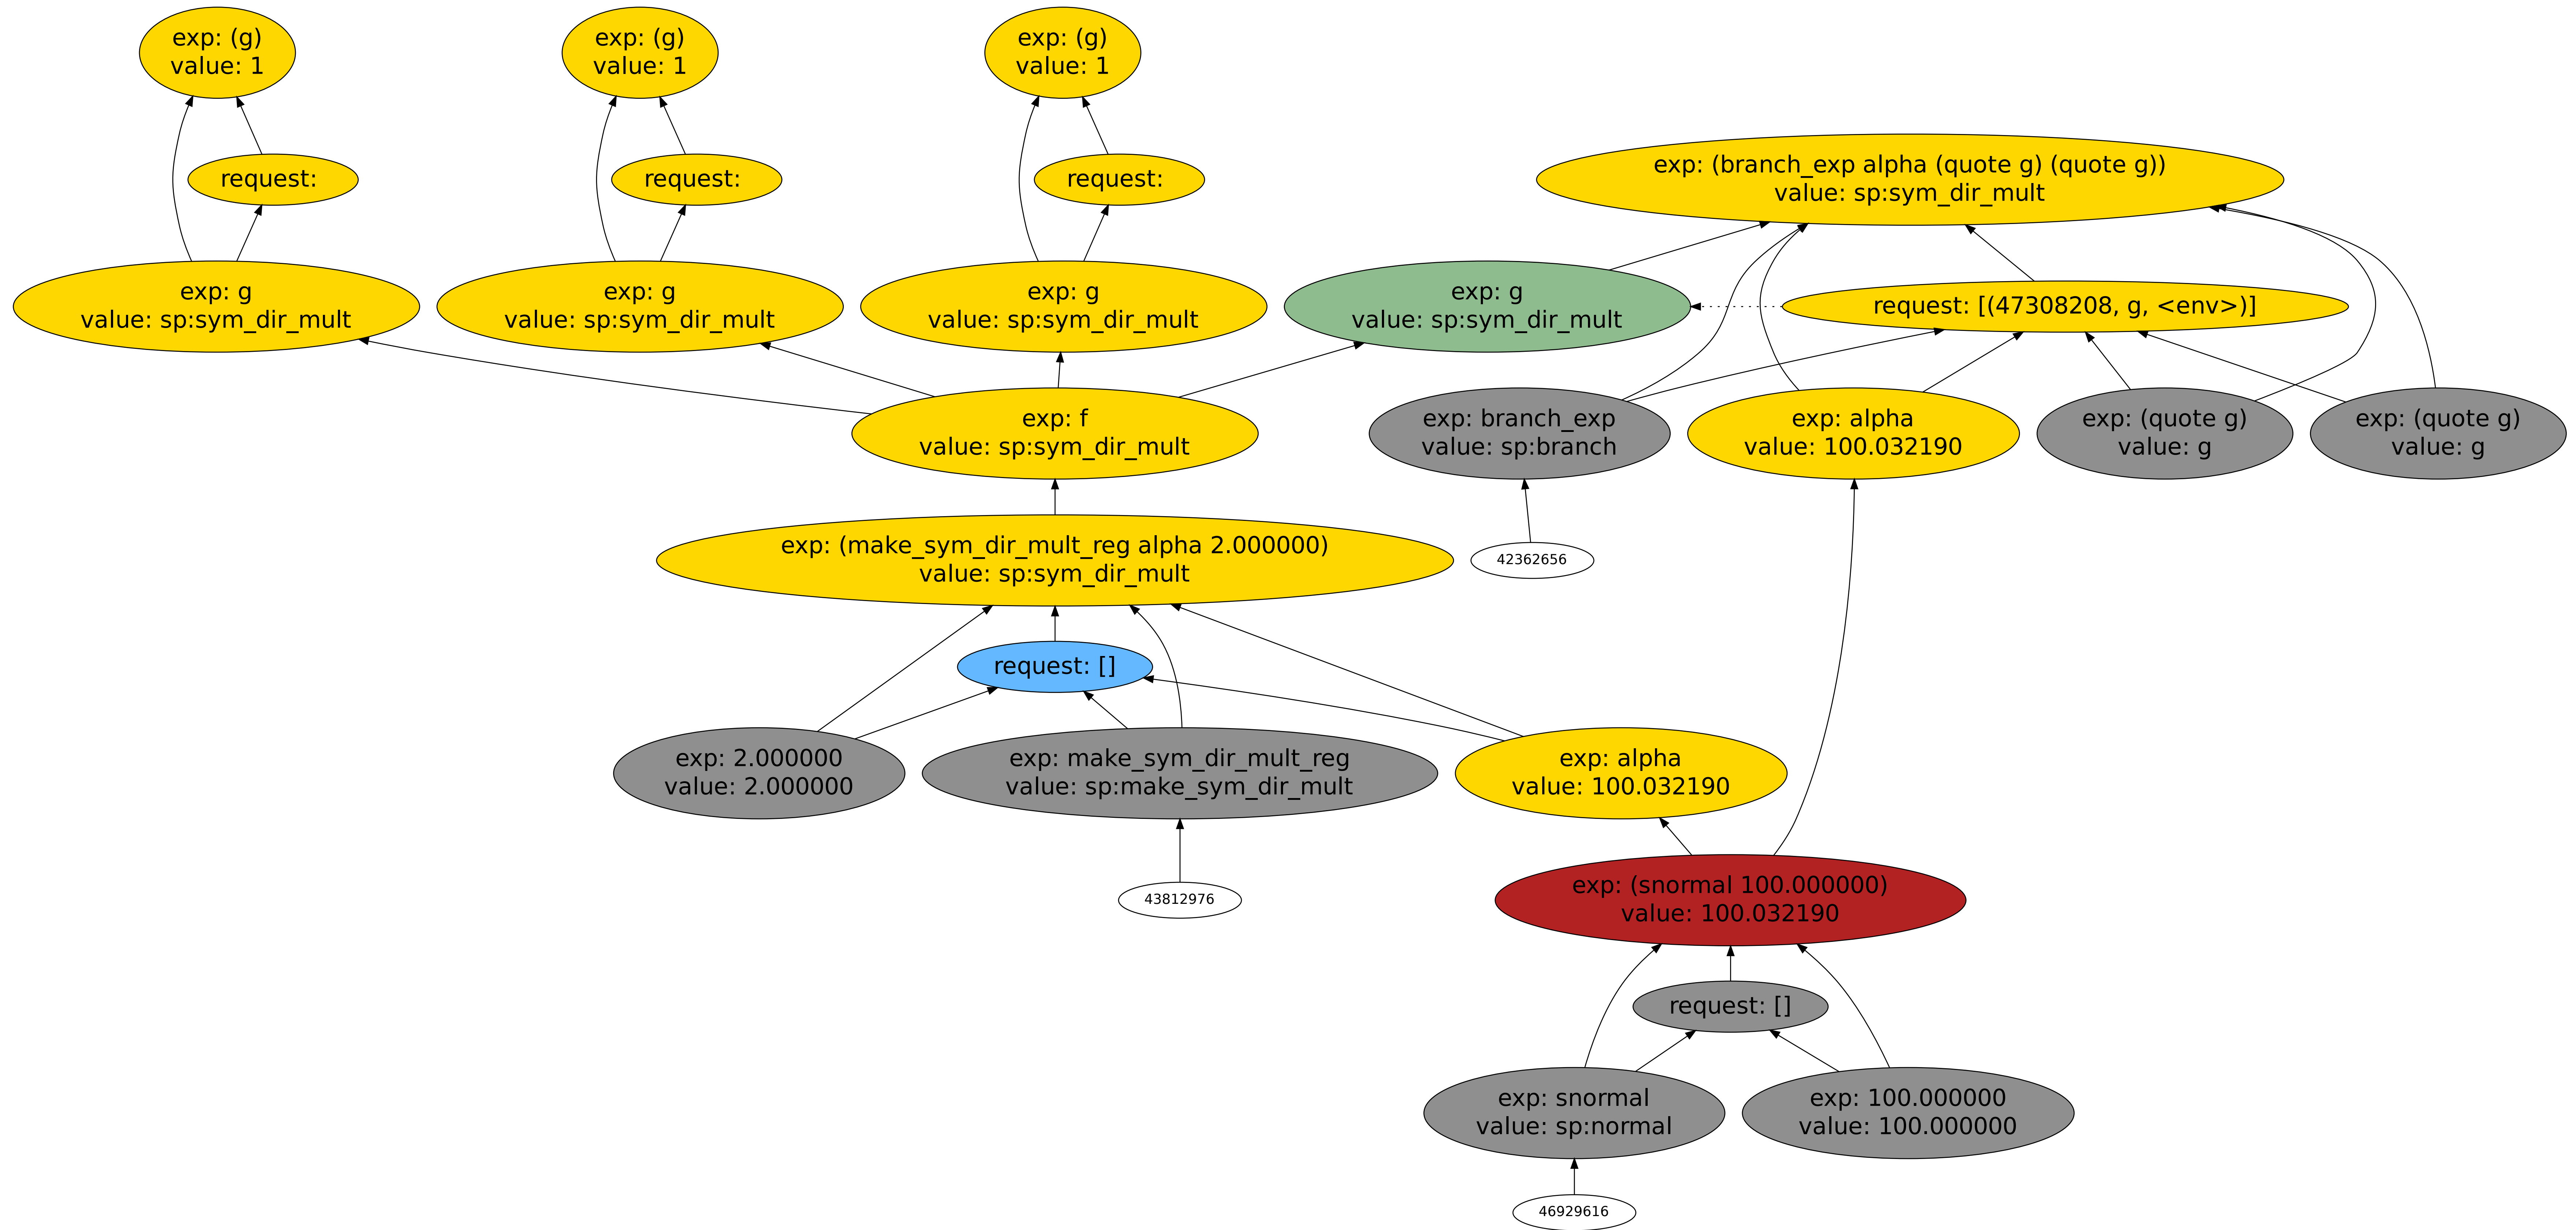 exp: (g)
value: 1
exp: (g)
value: 1
exp: (g)
value: 1
request:
request:
request:
exp: (branch_exp alpha (quote g) (quote g))
value: sp:sym_dir_mult
exp: g
value: sp:sym_dir_mult
exp: g
value: sp:sym_dir_mult
exp: g
value: sp:sym_dir_mult
exp: g
value: sp:sym_dir_mult
request: [(47308208, g, <env>)]
exp: f
value: sp:sym_dir_mult
exp: branch_exp
value: sp:branch
exp: alpha
value: 100.032190
exp: (quote g)
value: g
exp: (quote g)
value: g
exp: (make_sym_dir_mult_reg alpha 2.000000)
value: sp:sym_dir_mult
42362656
request: []
exp: 2.000000
value: 2.000000
exp: make_sym_dir_mult_reg
value: sp:make_sym_dir_mult
exp: alpha
value: 100.032190
43812976
exp: (snormal 100.000000)
value: 100.032190
request: []
exp: snormal
value: sp:normal
exp: 100.000000
value: 100.000000
46929616